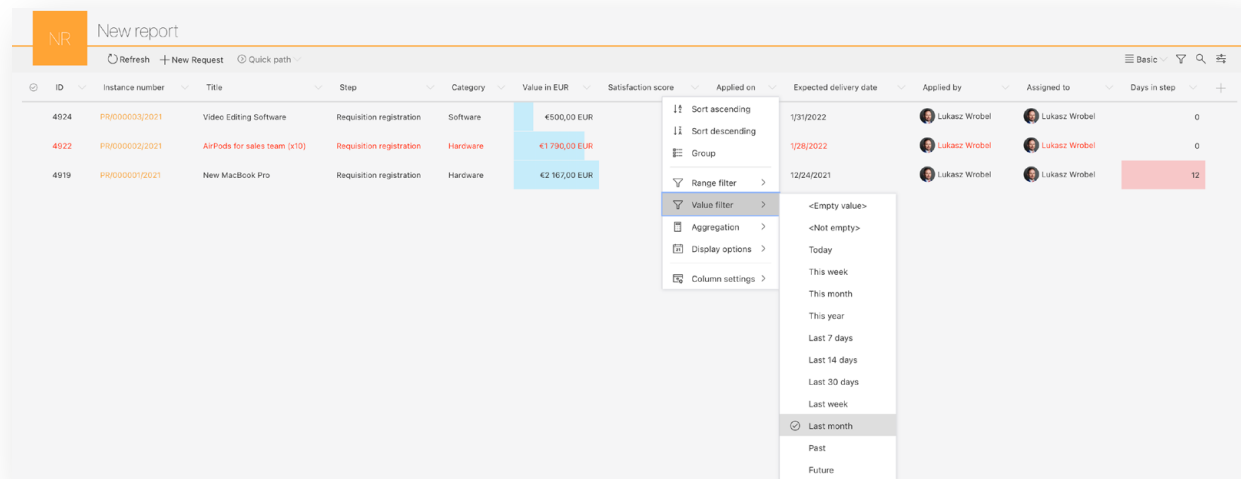 NR New report
Refresh New Request Quick path Basic
ID Instance number Title Step Category Value in EUR Satisfaction score Applied on Expected delivery date Applied by Assigned to Days in step
4924 PR/000003/2021 Video Editing Software Requisition registration Software €500,00 EUR 1/31/2022 Lukasz Wrobel Lukasz Wrobel 0
4922 PR/000002/2021 AirPods for sales team (x10) Requisition registration Hardware €1 790,00 EUR 1/28/2022 Lukasz Wrobel Lukasz Wrobel 0
4919 PR/000001/2021 New MacBook Pro Requisition registration Hardware €2 167,00 EUR 12/24/2021 Lukasz Wrobel Lukasz Wrobel 12
Sort ascending
Sort descending
Group
Range filter
Value filter
Aggregation
Display options
Column settings
<Empty value>
<Not empty>
Today
This week
This month
This year
Last 7 days
Last 14 days
Last 30 days
Last week
Last month
Past
Future